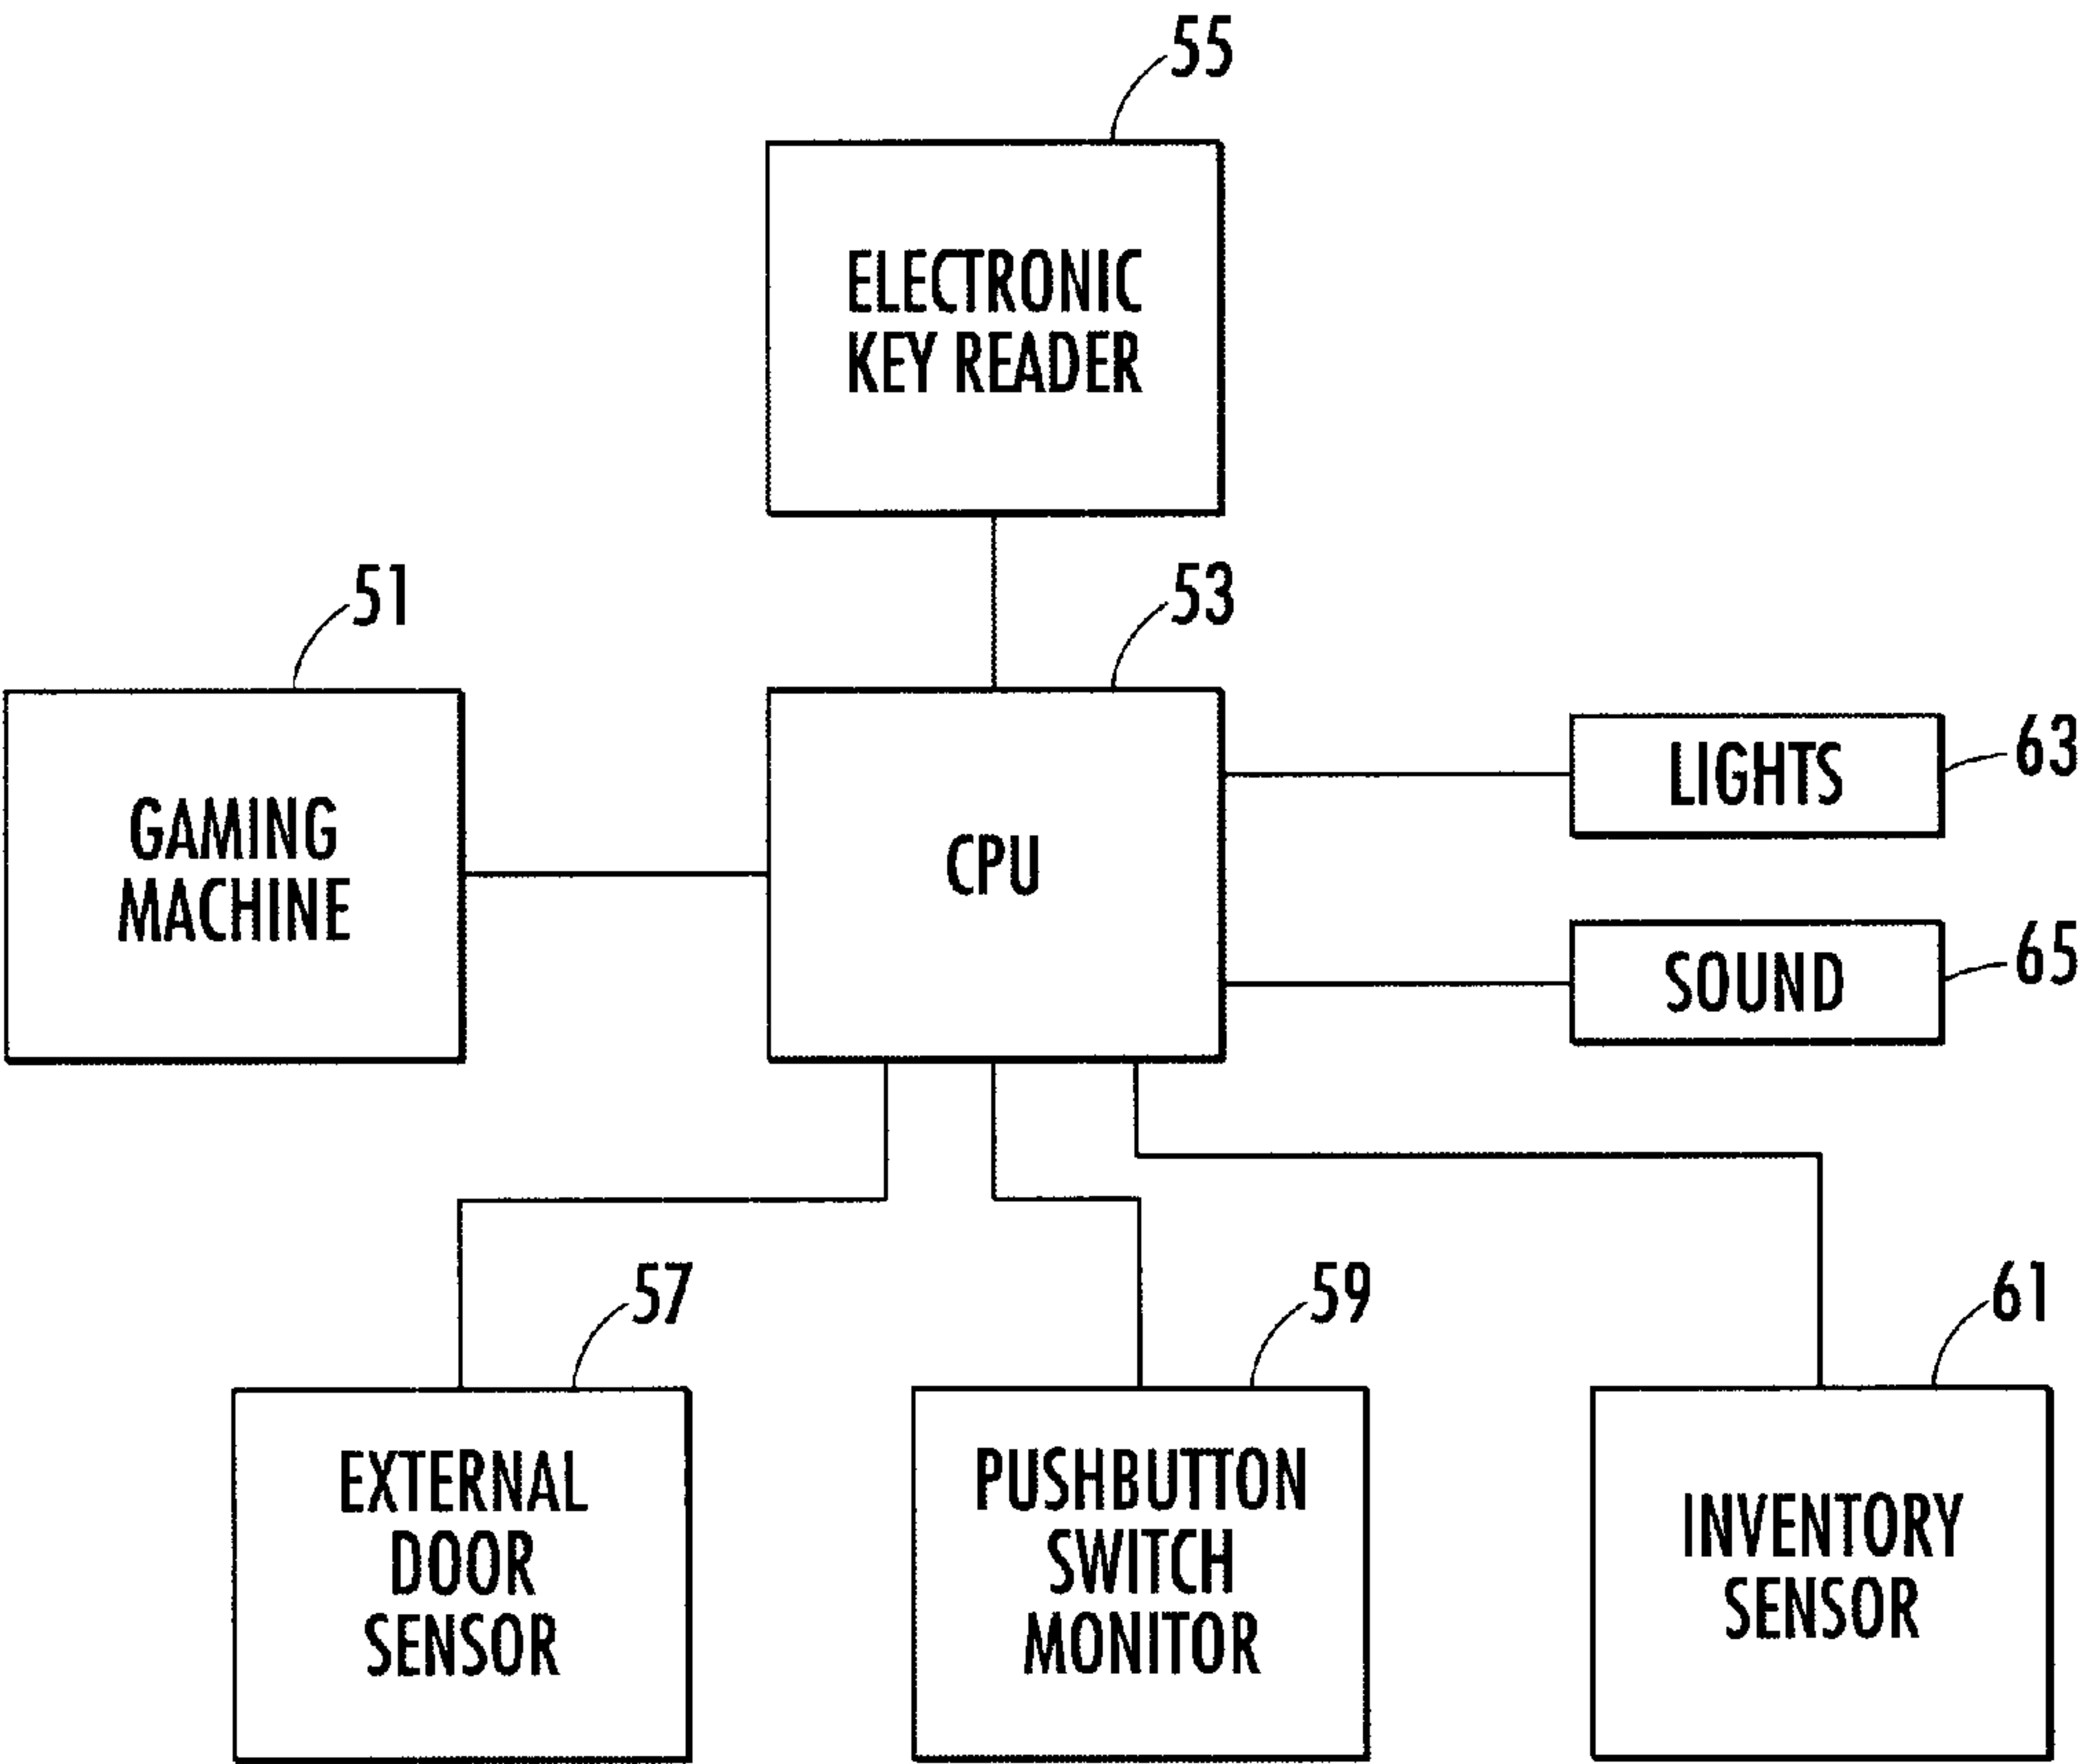 55
ELECTRONIC
KEY READER
51
53
GAMING
MACHINE
CPU
LIGHTS
63
SOUND
65
57
59
61
EXTERNAL
DOOR
SENSOR
PUSHBUTTON
SWITCH
MONITOR
INVENTORY
SENSOR